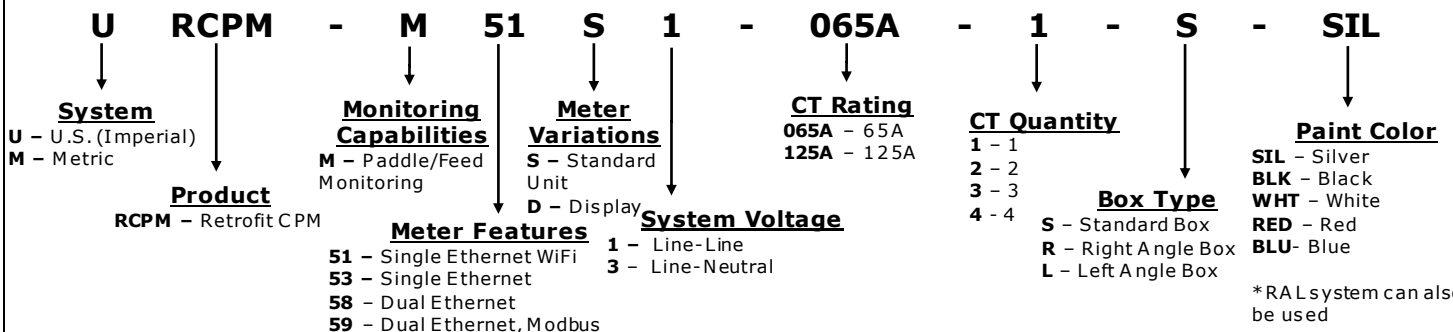 U RCPM - M 51 S 1 - 065A - 1 - S - SIL
System
U – U.S.(Imperial)
M – Metric
Product
RCPM – Retrofit CPM
Monitoring
Capabilities
M – Paddle/Feed
Monitoring
Meter Features
51 – Single Ethernet WiFi
53 – Single Ethernet
58 – Dual Ethernet
59 – Dual Ethernet, Modbus
Meter
Variations
S – Standard
Unit
D – Display
System Voltage
1 – Line-Line
3 – Line-Neutral
CT Rating
065A – 65A
125A – 125A
CT Quantity
1 – 1
2 – 2
3 – 3
4 - 4
Box Type
S – Standard Box
R – Right Angle Box
L – Left Angle Box
Paint Color
SIL – Silver
BLK – Black
WHT – White
RED – Red
BLU- Blue
*RAL system can also
be used